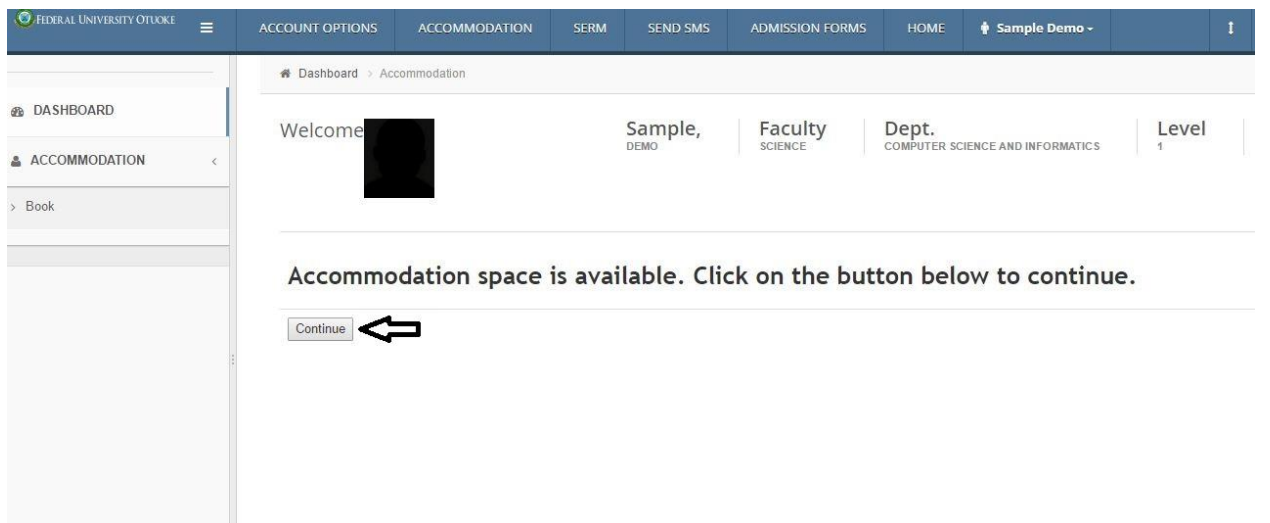 FEDERAL UNIVERSITY OTUOKE
ACCOUNT OPTIONS ACCOMMODATION SERM SEND SMS ADMISSION FORMS HOME Sample Demo
Dashboard > Accommodation
DASHBOARD
ACCOMMODATION <
> Book
Welcome
Sample,
DEMO
Faculty
SCIENCE
Dept.
COMPUTER SCIENCE AND INFORMATICS
Level
1
Accommodation space is available. Click on the button below to continue.
Continue